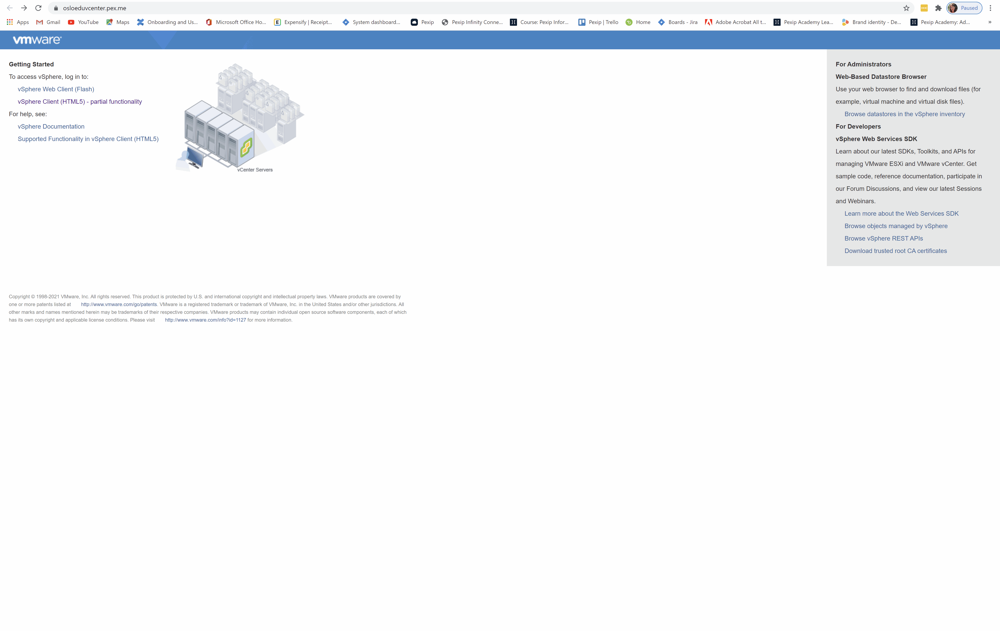 osloeduvcenter.pex.me
Paused
Apps
Gmail
YouTube
Maps
Onboarding and Us...
Microsoft Office Ho...
Expensify | Receipt...
System dashboard...
Pexip
Pexip Infinity Conne...
Course: Pexip Infor...
Pexip | Trello
Home
Boards - Jira
Adobe Acrobat All t...
Pexip Academy Lea...
Brand identity - De...
Pexip Academy: Ad...
»
vmware®
Getting Started
To access vSphere, log in to:
vSphere Web Client (Flash)
vSphere Client (HTML5) - partial functionality
For help, see:
vSphere Documentation
Supported Functionality in vSphere Client (HTML5)
vCenter Servers
For Administrators
Web-Based Datastore Browser
Use your web browser to find and download files (for
example, virtual machine and virtual disk files).
Browse datastores in the vSphere inventory
For Developers
vSphere Web Services SDK
Learn about our latest SDKs, Toolkits, and APIs for
managing VMware ESXi and VMware vCenter. Get
sample code, reference documentation, participate in
our Forum Discussions, and view our latest Sessions
and Webinars.
Learn more about the Web Services SDK
Browse objects managed by vSphere
Browse vSphere REST APIs
Download trusted root CA certificates
Copyright © 1998-2021 VMware, Inc. All rights reserved. This product is protected by U.S. and international copyright and intellectual property laws. VMware products are covered by
one or more patents listed at http://www.vmware.com/go/patents. VMware is a registered trademark or trademark of VMware, Inc. in the United States and/or other jurisdictions. All
other marks and names mentioned herein may be trademarks of their respective companies. VMware products may contain individual open source software components, each of which
has its own copyright and applicable license conditions. Please visit http://www.vmware.com/info?id=1127 for more information.